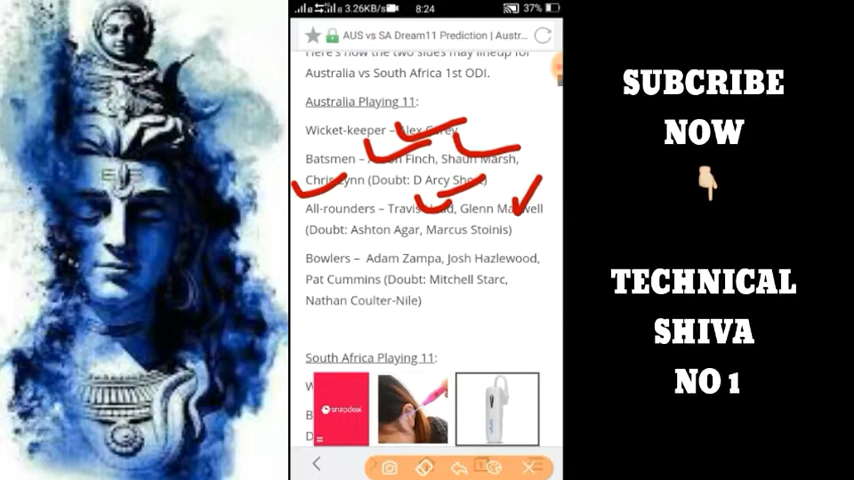 3.26KB/s
8:24
37%
AUS vs SA Dream11 Prediction | Austr...
Here's how the two sides may lineup for
Australia vs South Africa 1st ODI.
Australia Playing 11:
Wicket-keeper – Alex Carey
Batsmen – Finch, Shaun Marsh,
Chris Lynn (Doubt: D Arcy Short)
All-rounders – Travis Head, Glenn Maxwell
(Doubt: Ashton Agar, Marcus Stoinis)
Bowlers – Adam Zampa, Josh Hazlewood,
Pat Cummins (Doubt: Mitchell Starc,
Nathan Coulter-Nile)
South Africa Playing 11:
W
B
D
snapdeal
SUBCRIBE
NOW
👇🏻
TECHNICAL
SHIVA
NO 1